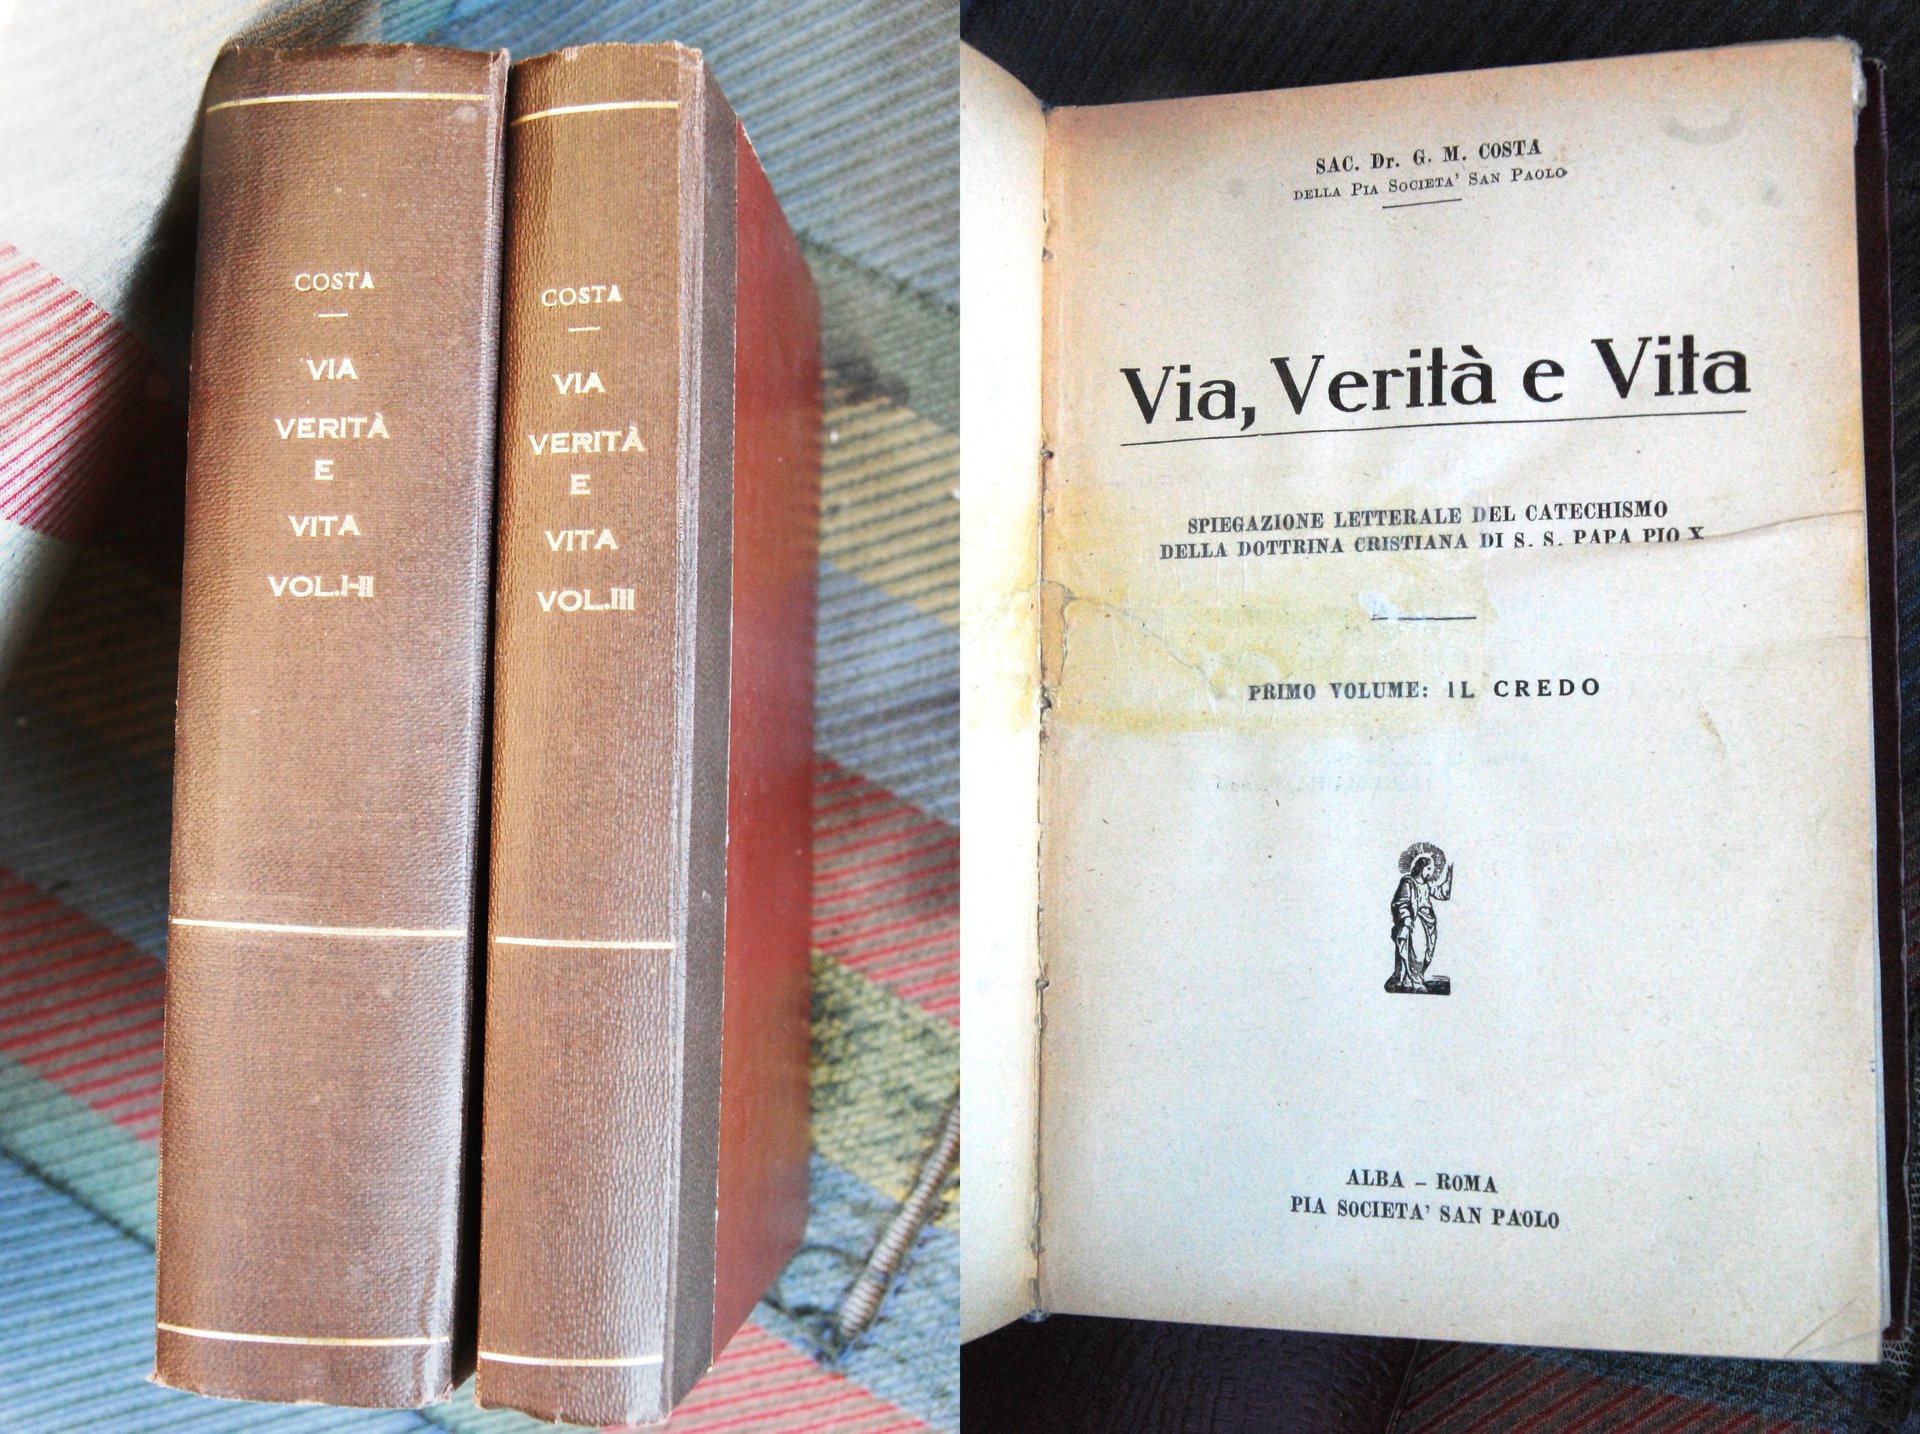 COSTA
VIA
VERITÀ
E
VITA
VOL.I-II
COSTA
VIA
VERITÀ
E
VITA
VOL.III
SAC. Dr. G. M. COSTA
DELLA PIA SOCIETA' SAN PAOLO
Via, Verità e Vita
SPIEGAZIONE LETTERALE DEL CATECHISMO
DELLA DOTTRINA CRISTIANA DI S. S. PAPA PIO X
PRIMO VOLUME: IL CREDO
ALBA – ROMA
PIA SOCIETA' SAN PAOLO